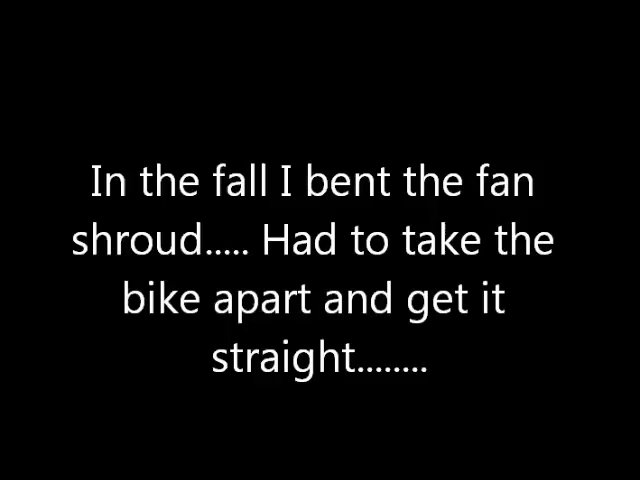 In the fall I bent the fan
shroud..... Had to take the
bike apart and get it
straight........